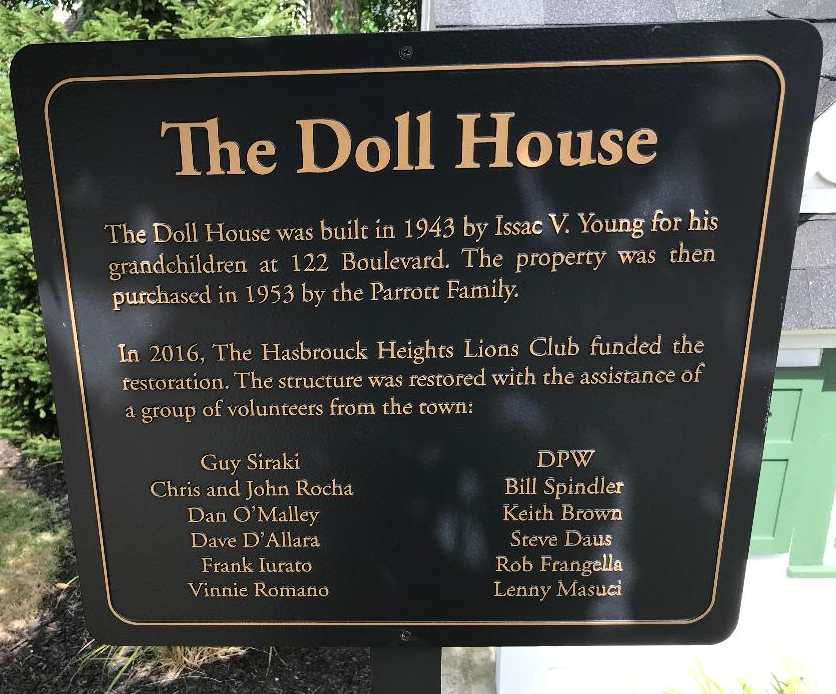 The Doll House
The Doll House was built in 1943 by Issac V. Young for his
grandchildren at 122 Boulevard. The property was then
purchased in 1953 by the Parrott Family.
In 2016, The Hasbrouck Heights Lions Club funded the
restoration. The structure was restored with the assistance of
a group of volunteers from the town:
Guy Siraki
Chris and John Rocha
Dan O'Malley
Dave D'Allara
Frank Iurato
Vinnie Romano
DPW
Bill Spindler
Keith Brown
Steve Daus
Rob Frangella
Lenny Masuci